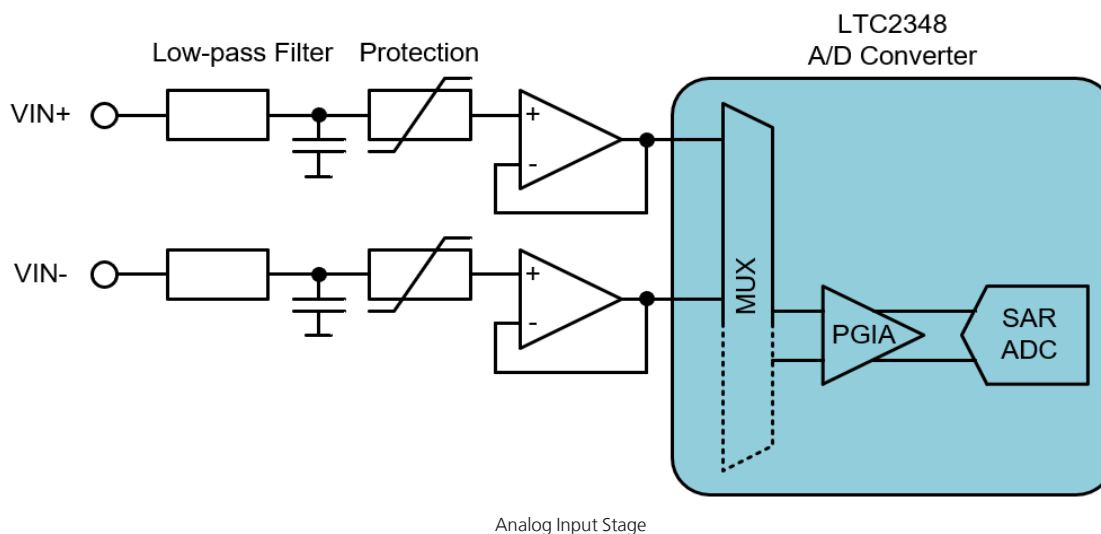 LTC2348
A/D Converter
Low-pass Filter
Protection
VIN+
+
-
VIN-
+
-
MUX
PGIA
SAR
ADC
Analog Input Stage